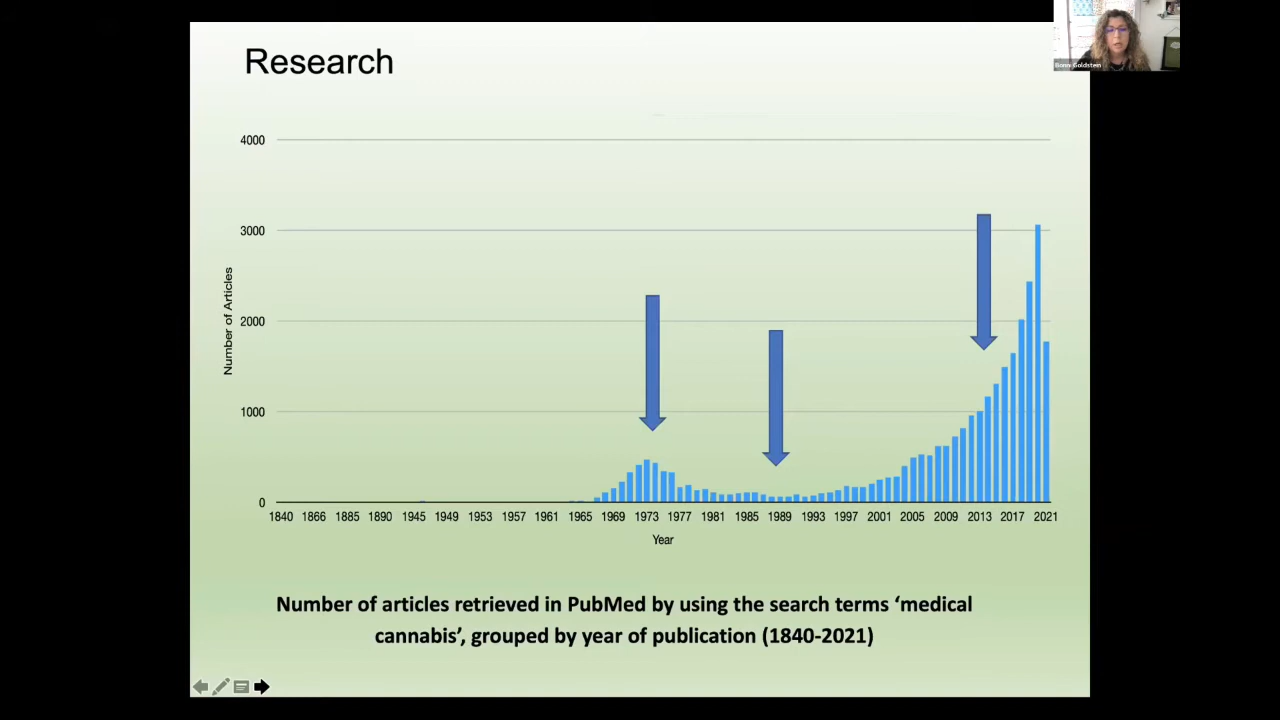 Research
Bonni Goldstein
4000
3000
2000
1000
0
Number of Articles
1840 1866 1885 1890 1945 1949 1953 1957 1961 1965 1969 1973 1977 1981 1985 1989 1993 1997 2001 2005 2009 2013 2017 2021
Year
Number of articles retrieved in PubMed by using the search terms ‘medical
cannabis’, grouped by year of publication (1840-2021)